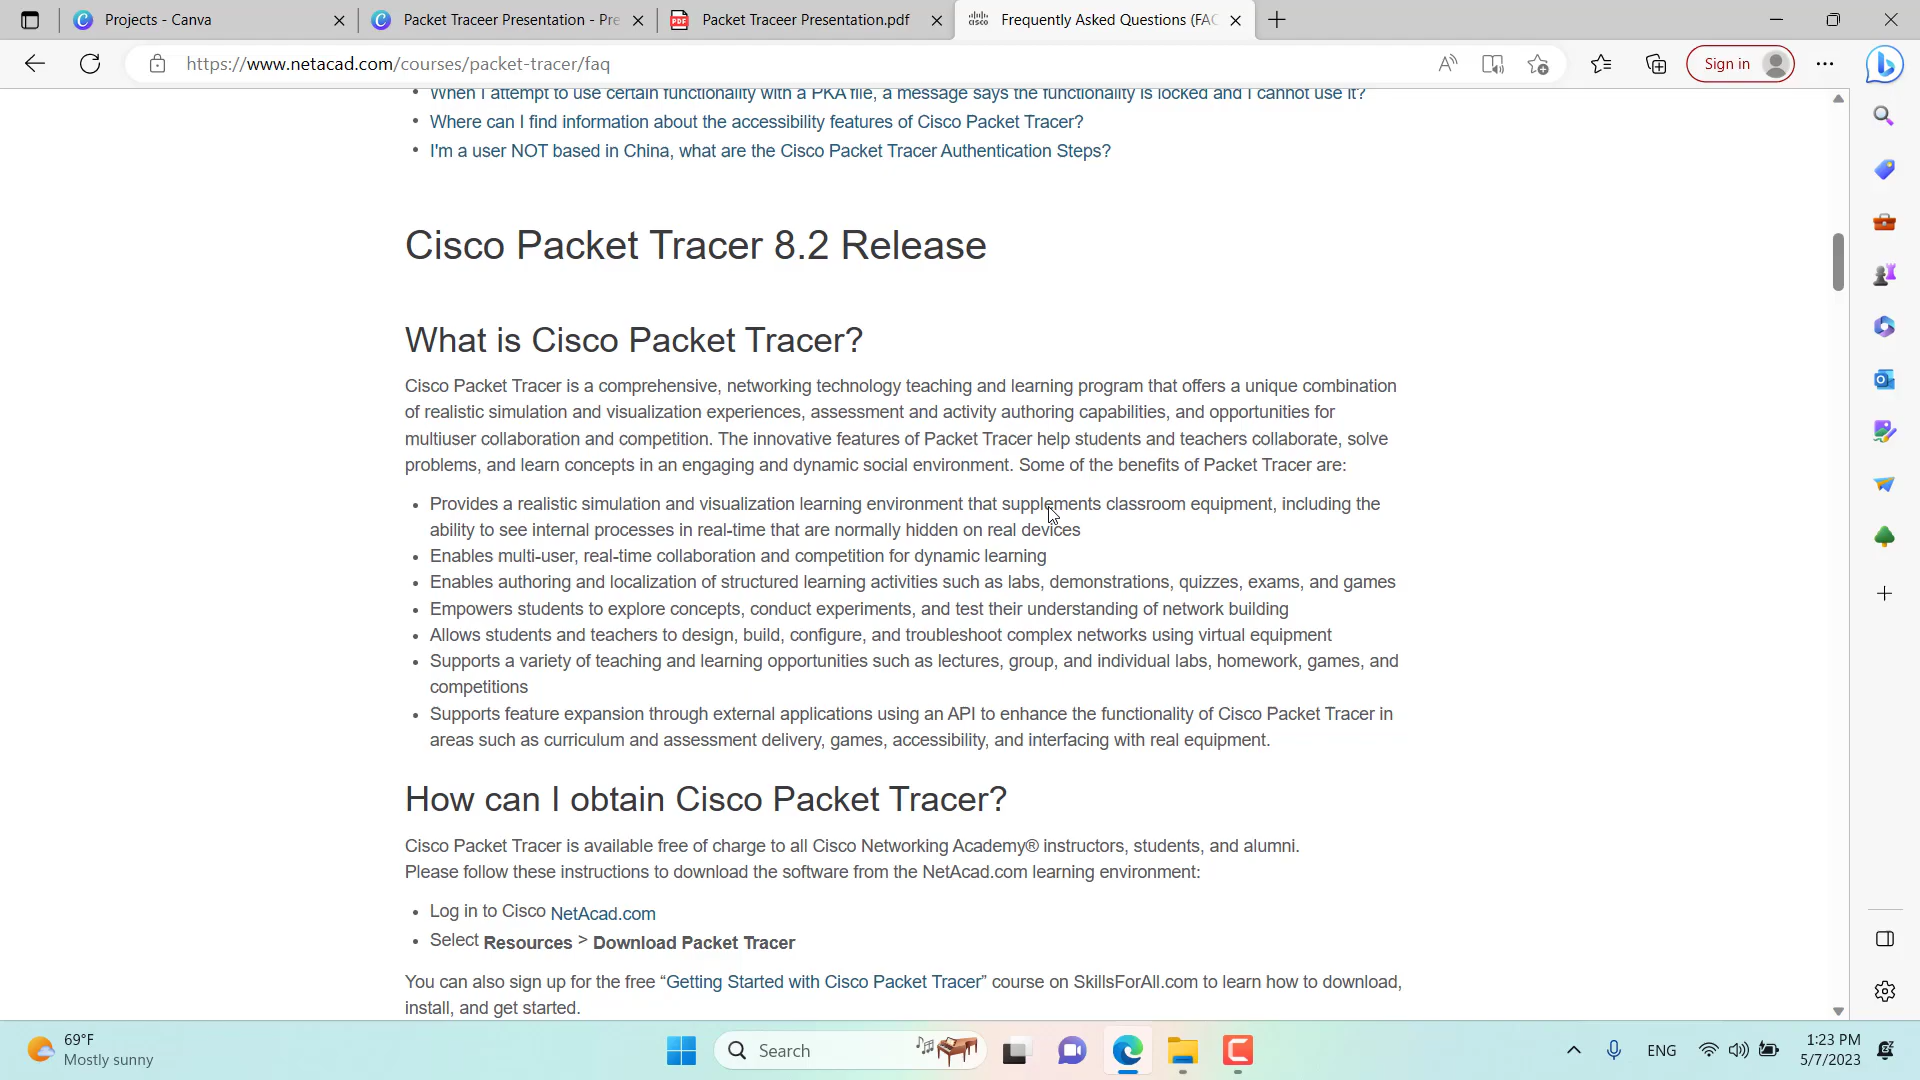 Projects - Canva
Packet Traceer Presentation - Pre
Packet Traceer Presentation.pdf
Frequently Asked Questions (FAQ
https://www.netacad.com/courses/packet-tracer/faq
Sign in
When I attempt to use certain functionality with a PKA file, a message says the functionality is locked and I cannot use it?
Where can I find information about the accessibility features of Cisco Packet Tracer?
I'm a user NOT based in China, what are the Cisco Packet Tracer Authentication Steps?
Cisco Packet Tracer 8.2 Release
What is Cisco Packet Tracer?
Cisco Packet Tracer is a comprehensive, networking technology teaching and learning program that offers a unique combination
of realistic simulation and visualization experiences, assessment and activity authoring capabilities, and opportunities for
multiuser collaboration and competition. The innovative features of Packet Tracer help students and teachers collaborate, solve
problems, and learn concepts in an engaging and dynamic social environment. Some of the benefits of Packet Tracer are:
• Provides a realistic simulation and visualization learning environment that supplements classroom equipment, including the
ability to see internal processes in real-time that are normally hidden on real devices
• Enables multi-user, real-time collaboration and competition for dynamic learning
• Enables authoring and localization of structured learning activities such as labs, demonstrations, quizzes, exams, and games
• Empowers students to explore concepts, conduct experiments, and test their understanding of network building
• Allows students and teachers to design, build, configure, and troubleshoot complex networks using virtual equipment
• Supports a variety of teaching and learning opportunities such as lectures, group, and individual labs, homework, games, and
competitions
• Supports feature expansion through external applications using an API to enhance the functionality of Cisco Packet Tracer in
areas such as curriculum and assessment delivery, games, accessibility, and interfacing with real equipment.
How can I obtain Cisco Packet Tracer?
Cisco Packet Tracer is available free of charge to all Cisco Networking Academy® instructors, students, and alumni.
Please follow these instructions to download the software from the NetAcad.com learning environment:
• Log in to Cisco NetAcad.com
• Select Resources > Download Packet Tracer
You can also sign up for the free “Getting Started with Cisco Packet Tracer” course on SkillsForAll.com to learn how to download,
install, and get started.
69°F
Mostly sunny
Search
ENG
1:23 PM
5/7/2023